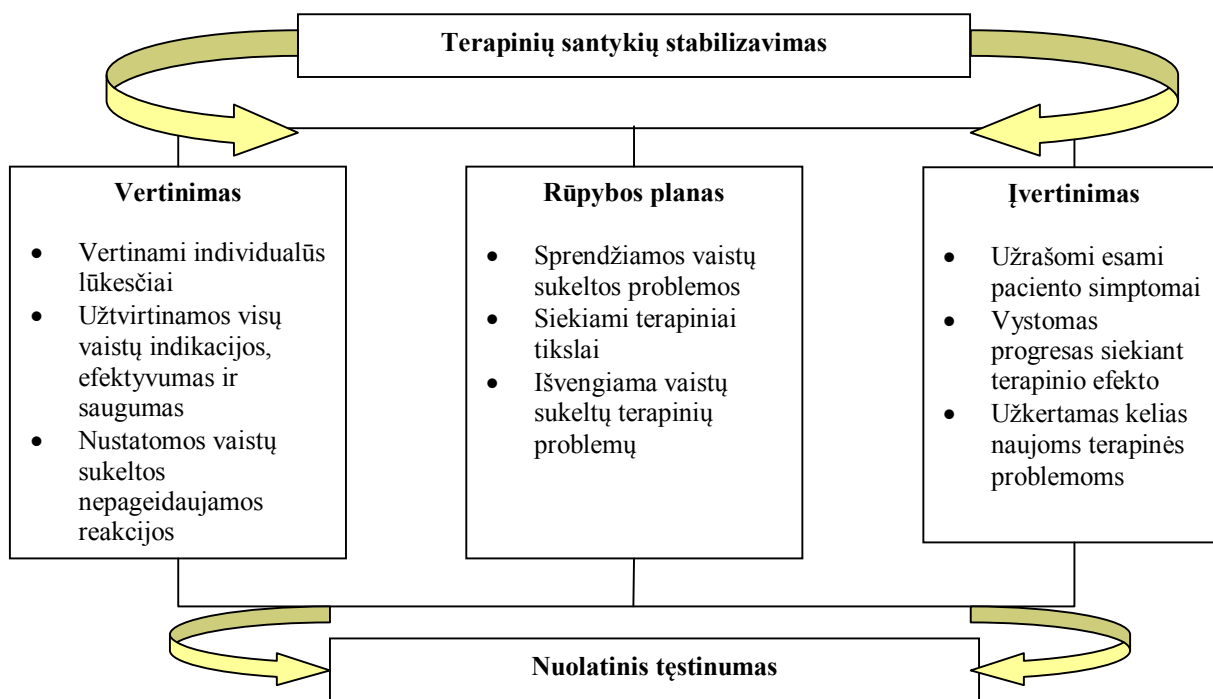 Terapinių santykių stabilizavimas
Vertinimas
• Vertinami individualūs
lūkesčiai
• Užtvirtinamos visų
vaistų indikacijos,
efektyvumas ir
saugumas
• Nustatomos vaistų
sukeltos
nepageidaujamos
reakcijos
Rūpybos planas
• Sprendžiamos vaistų
sukeltos problemos
• Siekiami terapiniai
tikslai
• Išvengiama vaistų
sukeltų terapinių
problemų
Įvertinimas
• Užrašomi esami
paciento simptomai
• Vystomas
progresas siekiant
terapinio efekto
• Užkertamas kelias
naujoms terapinės
problemoms
Nuolatinis tęstinumas